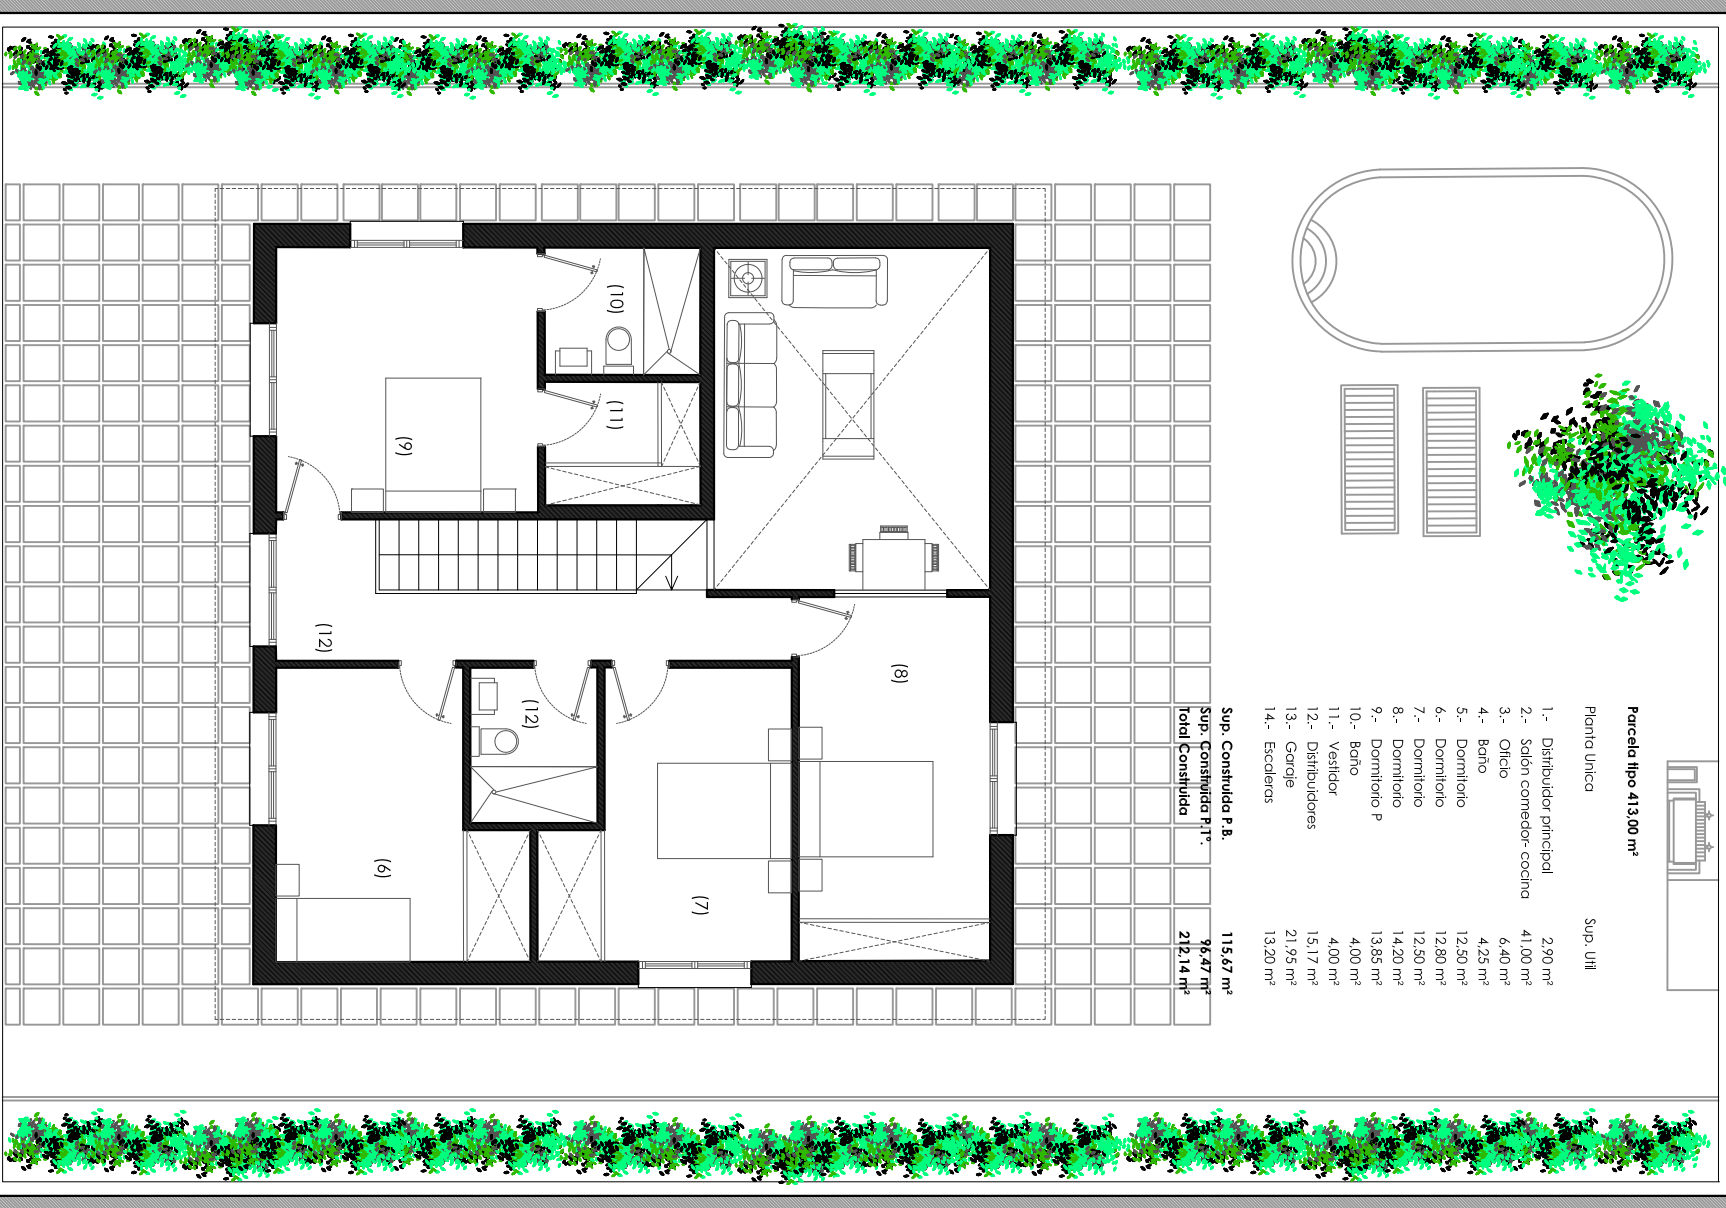 Parcela tipo 413,00 m²
Planta Unica Sup. Util
1.- Distribuidor principal 2,90 m²
2.- Salón comedor- cocina 41,00 m²
3.- Oficio 6,40 m²
4.- Baño 4,25 m²
5.- Dormitorio 12,50 m²
6.- Dormitorio 12,80 m²
7.- Dormitorio 12,50 m²
8.- Dormitorio 14,20 m²
9.- Dormitorio P 13,85 m²
10.- Baño 4,00 m²
11.- Vestidor 4,00 m²
12.- Distribuidores 15,17 m²
13.- Garaje 21,95 m²
14.- Escaleras 13,20 m²
Sup. Construida P.B. 115,67 m²
Sup. Construida P.1ª. 96,47 m²
Total Construida 212,14 m²
(8)
(7)
(10)
(11)
(12)
(9)
(6)
(12)